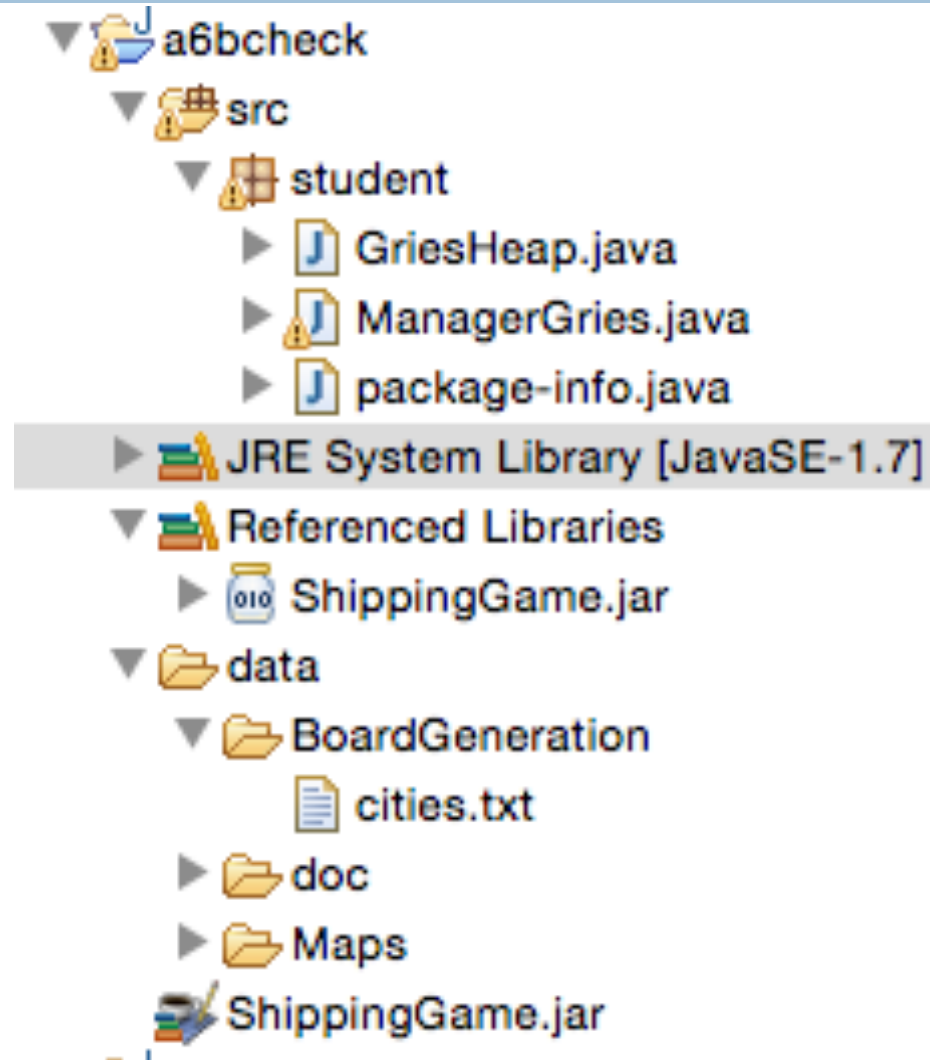 a6bcheck
src
student
GriesHeap.java
ManagerGries.java
package-info.java
JRE System Library [JavaSE-1.7]
Referenced Libraries
010 ShippingGame.jar
data
BoardGeneration
cities.txt
doc
Maps
ShippingGame.jar